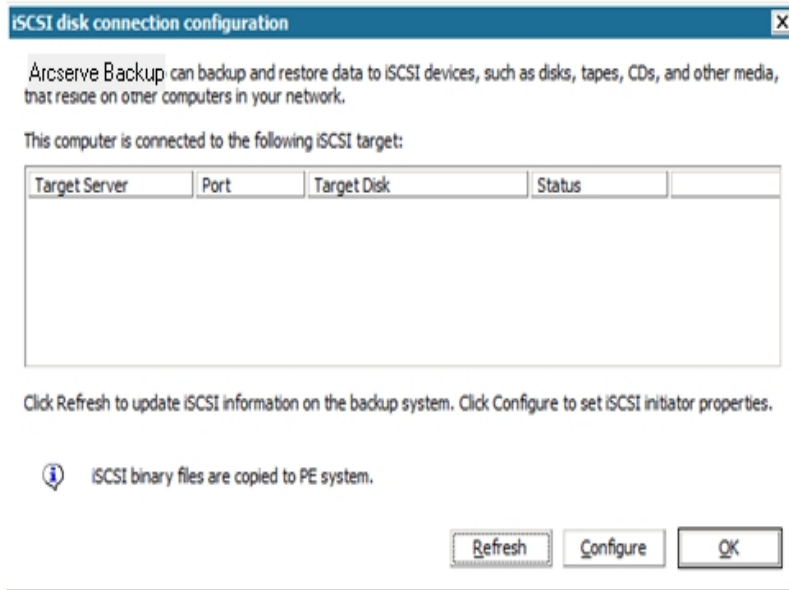 iSCSI disk connection configuration
Arcserve Backup can backup and restore data to iSCSI devices, such as disks, tapes, CDs, and other media,
that reside on other computers in your network.
This computer is connected to the following iSCSI target:
Target Server Port Target Disk Status
Click Refresh to update iSCSI information on the backup system. Click Configure to set iSCSI initiator properties.
iSCSI binary files are copied to PE system.
Refresh Configure OK